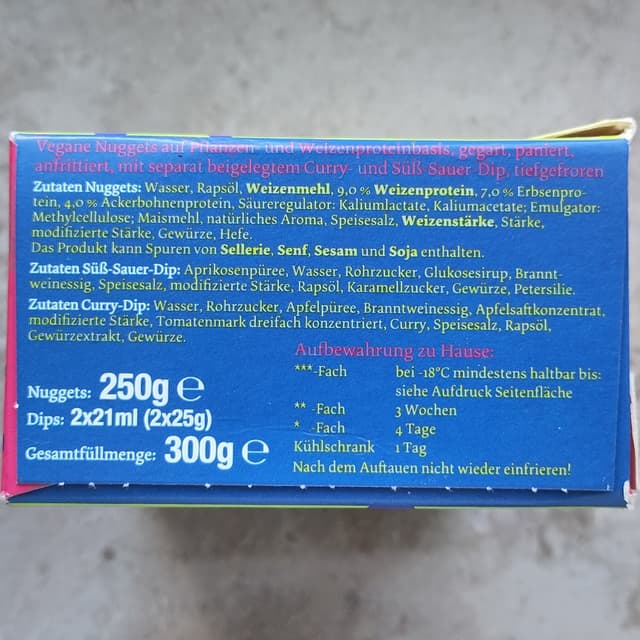 Vegane Nuggets auf Pflanzen- und Weizenproteinbasis, gegart, paniert,
anfrittiert, mit separat beigelegtem Curry- und Süß-Sauer-Dip, tiefgefroren
Zutaten Nuggets: Wasser, Rapsöl, Weizenmehl, 9,0 % Weizenprotein, 7,0 % Erbsenpro-
tein, 4,0 % Ackerbohnenprotein, Säureregulator: Kaliumlactate, Kaliumacetate; Emulgator:
Methylcellulose; Maismehl, natürliches Aroma, Speisesalz, Weizenstärke, Stärke,
modifizierte Stärke, Gewürze, Hefe.
Das Produkt kann Spuren von Sellerie, Senf, Sesam und Soja enthalten.
Zutaten Süß-Sauer-Dip: Aprikosenpüree, Wasser, Rohrzucker, Glukosesirup, Brannt-
weinessig, Speisesalz, modifizierte Stärke, Rapsöl, Karamellzucker, Gewürze, Petersilie.
Zutaten Curry-Dip: Wasser, Rohrzucker, Apfelpüree, Branntweinessig, Apfelsaftkonzentrat,
modifizierte Stärke, Tomatenmark dreifach konzentriert, Curry, Speisesalz, Rapsöl,
Gewürzextrakt, Gewürze.
Nuggets: 250g ℮
Dips: 2x21ml (2x25g)
Gesamtfüllmenge: 300g ℮
Aufbewahrung zu Hause:
***-Fach bei -18°C mindestens haltbar bis:
siehe Aufdruck Seitenfläche
** -Fach 3 Wochen
* -Fach 4 Tage
Kühlschrank 1 Tag
Nach dem Auftauen nicht wieder einfrieren!